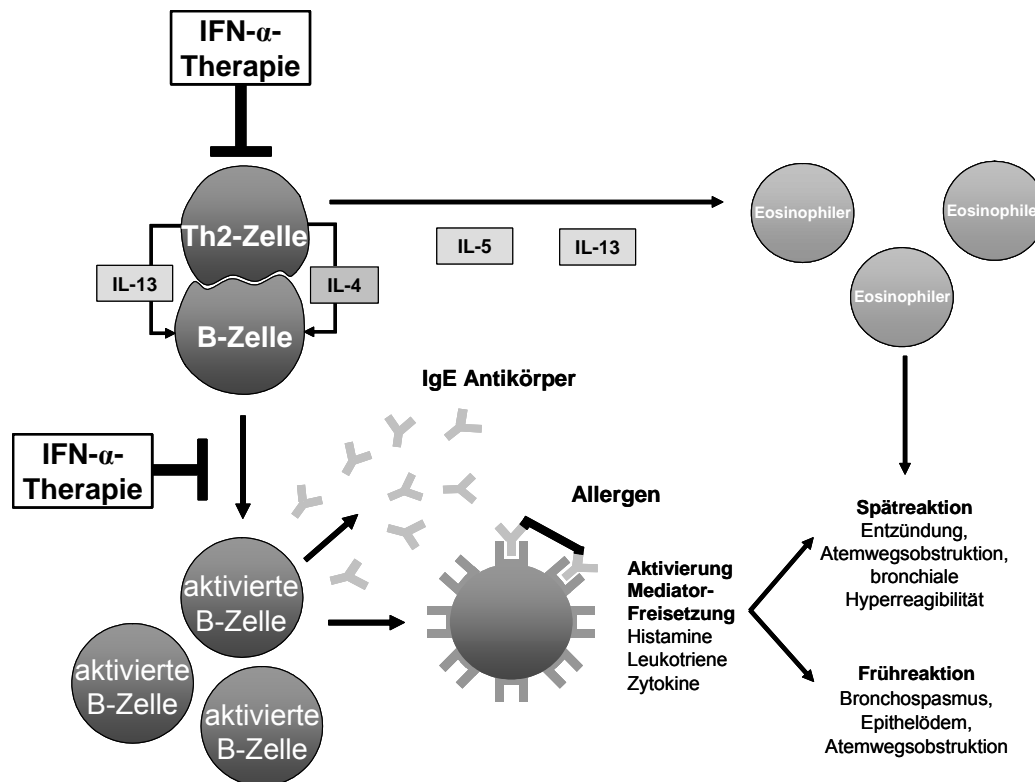 IFN-α-
Therapie
Th2-Zelle
IL-13
IL-4
B-Zelle
IL-5
IL-13
Eosinophiler
Eosinophiler
Eosinophiler
IgE Antikörper
IFN-α-
Therapie
Allergen
aktivierte
B-Zelle
aktivierte
B-Zelle
aktivierte
B-Zelle
Aktivierung
Mediator-
Freisetzung
Histamine
Leukotriene
Zytokine
Spätreaktion
Entzündung,
Atemwegsobstruktion,
bronchiale
Hyperreagibilität
Frühreaktion
Bronchospasmus,
Epithelödem,
Atemwegsobstruktion